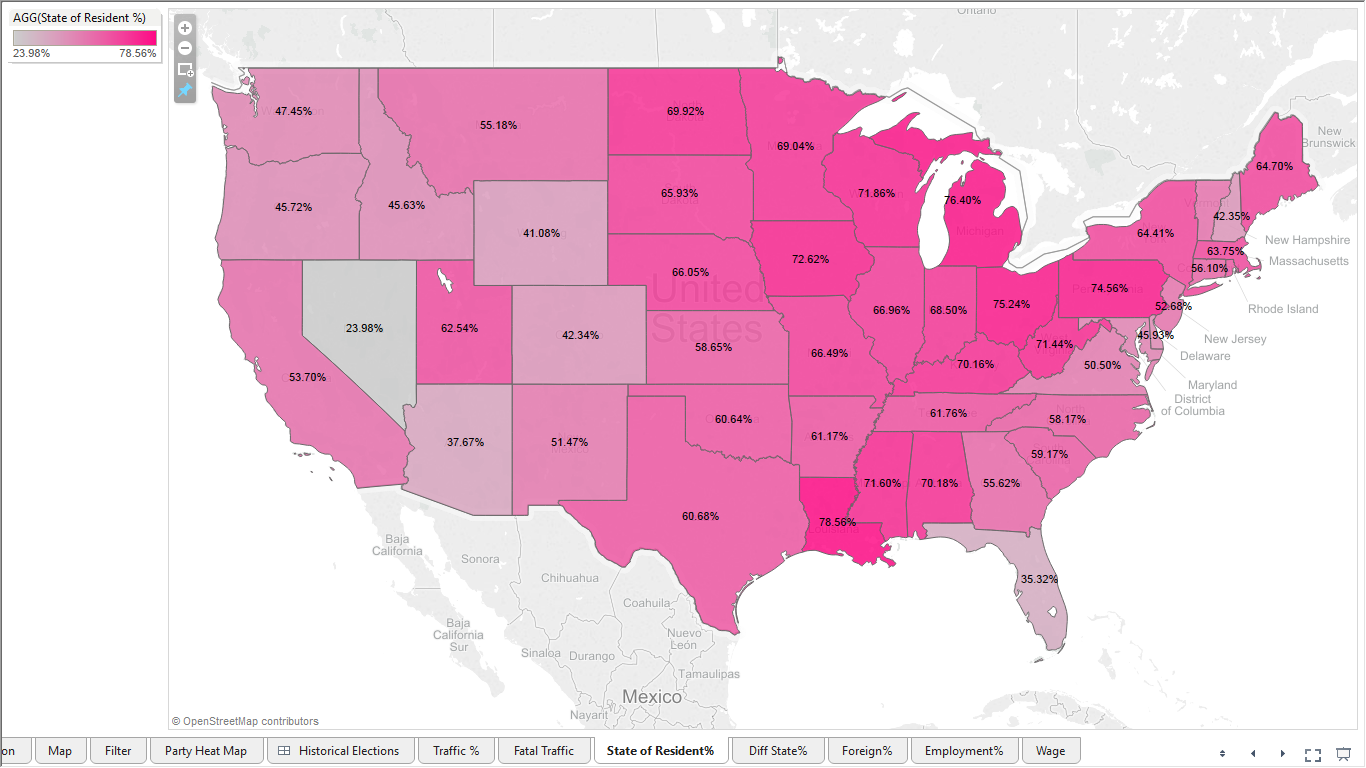 AGG(State of Resident %)
23.98% 78.56%
Ontario
New
Brunswick
47.45%
55.18%
69.92%
69.04%
64.70%
45.72%
45.63%
65.93%
71.86%
76.40%
Michigan
Vermont
42.35%
41.08%
64.41%
New Hampshire
63.75%
Massachusetts
72.62%
66.05%
56.10%
United
States
74.56%
52.68%
Rhode Island
23.98%
62.54%
42.34%
66.96%
68.50%
75.24%
45.93%
New Jersey
58.65%
66.49%
71.44%
Delaware
53.70%
70.16%
50.50%
Maryland
District
of Columbia
60.64%
61.76%
58.17%
37.67%
51.47%
Mexico
61.17%
59.17%
71.60%
70.18%
55.62%
60.68%
78.56%
Baja
California
Sonora
Chihuahua
35.32%
Coahuila
Baja
California
Sur
Nuevo
León
Sinaloa
Durango
Tamaulipas
Mexico
Nayarit
© OpenStreetMap contributors
on Map Filter Party Heat Map Historical Elections Traffic % Fatal Traffic State of Resident% Diff State% Foreign% Employment% Wage